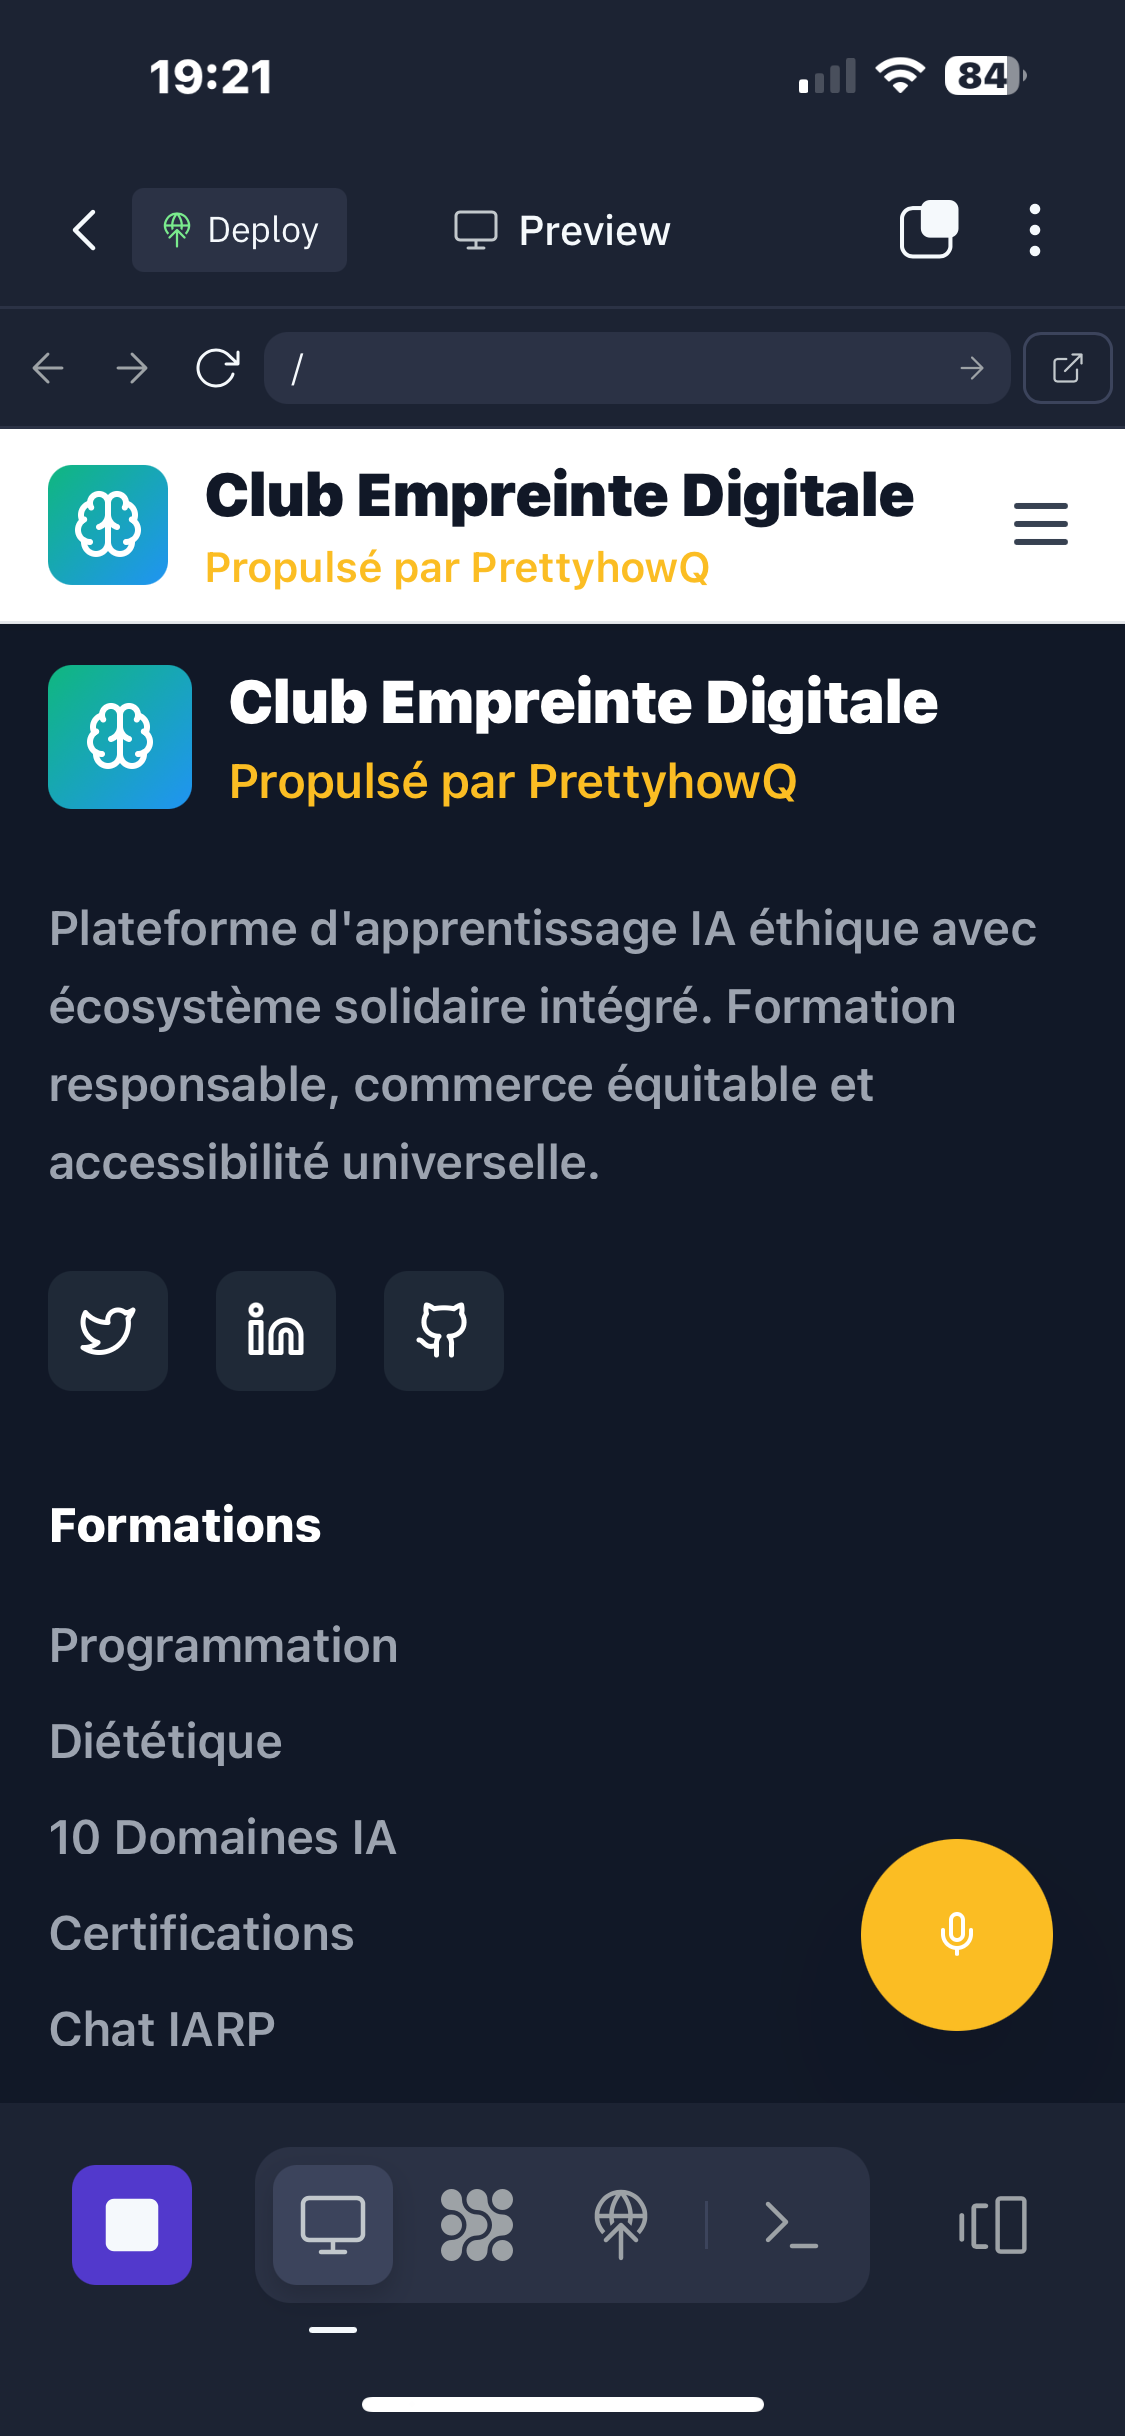 19:21
84
Deploy
Preview
/
Club Empreinte Digitale
Propulsé par PrettyhowQ
Club Empreinte Digitale
Propulsé par PrettyhowQ
Plateforme d'apprentissage IA éthique avec
écosystème solidaire intégré. Formation
responsable, commerce équitable et
accessibilité universelle.
Formations
Programmation
Diététique
10 Domaines IA
Certifications
Chat IARP